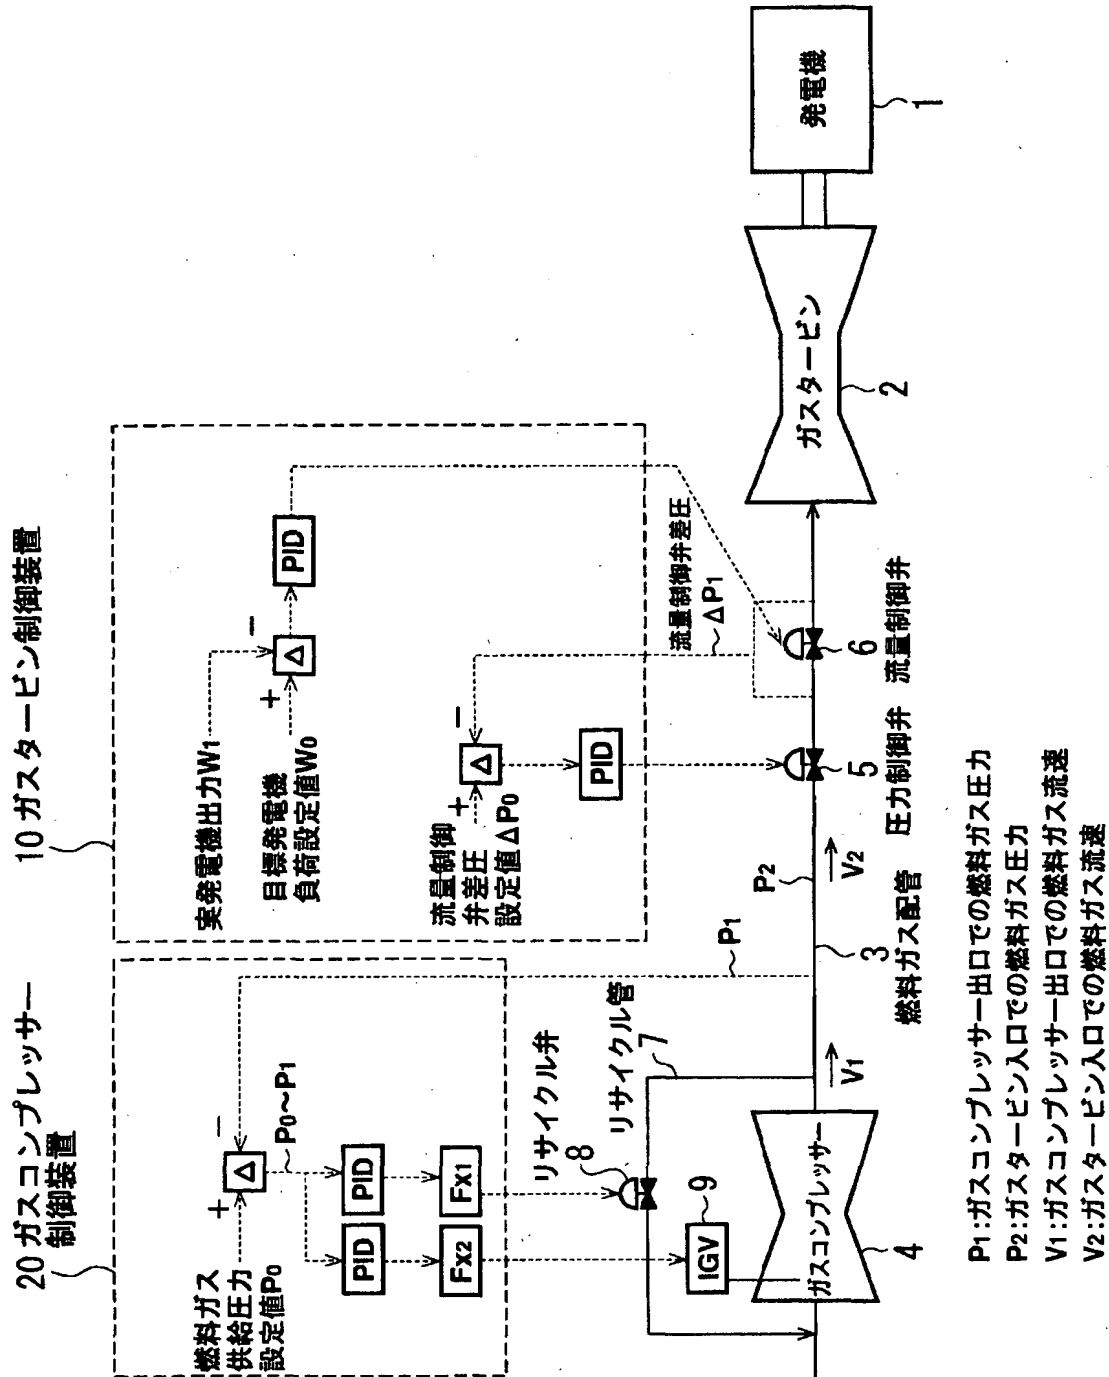 20 ガスコンプレッサー
制御装置
燃料ガス
供給圧力
設定値P0
+
−
Δ
P0~P1
PID
PID
FX2
FX1
リサイクル弁
8
リサイクル管
7
9
IGV
ガスコンプレッサー
4
V1
P1
3
燃料ガス配管
P2
V2
10 ガスタービン制御装置
実発電機出力W1
目標発電機
負荷設定値W0
+
−
Δ
PID
流量制御
弁差圧
設定値ΔP0
+
−
Δ
PID
流量制御弁差圧
ΔP1
5
圧力制御弁
6
流量制御弁
ガスタービン
2
発電機
1
P1:ガスコンプレッサー出口での燃料ガス圧力
P2:ガスタービン入口での燃料ガス圧力
V1:ガスコンプレッサー出口での燃料ガス流速
V2:ガスタービン入口での燃料ガス流速